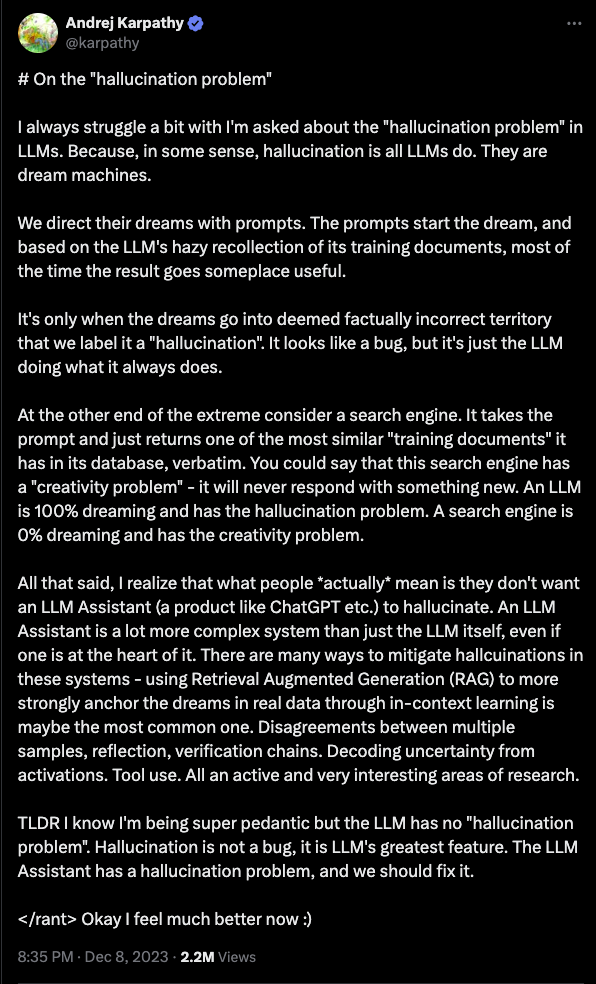 Andrej Karpathy
@karpathy
# On the "hallucination problem"
I always struggle a bit with I'm asked about the "hallucination problem" in
LLMs. Because, in some sense, hallucination is all LLMs do. They are
dream machines.
We direct their dreams with prompts. The prompts start the dream, and
based on the LLM's hazy recollection of its training documents, most of
the time the result goes someplace useful.
It's only when the dreams go into deemed factually incorrect territory
that we label it a "hallucination". It looks like a bug, but it's just the LLM
doing what it always does.
At the other end of the extreme consider a search engine. It takes the
prompt and just returns one of the most similar "training documents" it
has in its database, verbatim. You could say that this search engine has
a "creativity problem" - it will never respond with something new. An LLM
is 100% dreaming and has the hallucination problem. A search engine is
0% dreaming and has the creativity problem.
All that said, I realize that what people *actually* mean is they don't want
an LLM Assistant (a product like ChatGPT etc.) to hallucinate. An LLM
Assistant is a lot more complex system than just the LLM itself, even if
one is at the heart of it. There are many ways to mitigate hallcuinations in
these systems - using Retrieval Augmented Generation (RAG) to more
strongly anchor the dreams in real data through in-context learning is
maybe the most common one. Disagreements between multiple
samples, reflection, verification chains. Decoding uncertainty from
activations. Tool use. All an active and very interesting areas of research.
TLDR I know I'm being super pedantic but the LLM has no "hallucination
problem". Hallucination is not a bug, it is LLM's greatest feature. The LLM
Assistant has a hallucination problem, and we should fix it.
</rant> Okay I feel much better now :)
8:35 PM · Dec 8, 2023 · 2.2M Views